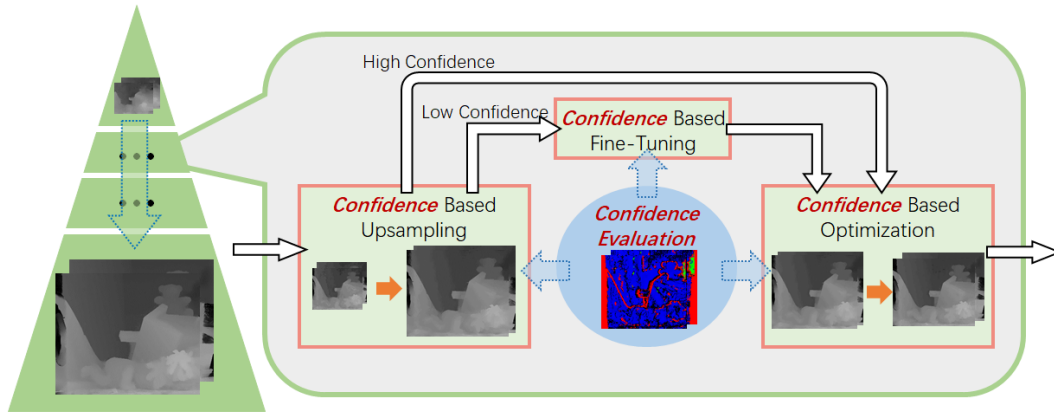 High Confidence
Low Confidence
Confidence Based
Fine-Tuning
Confidence Based
Upsampling
Confidence
Evaluation
Confidence Based
Optimization